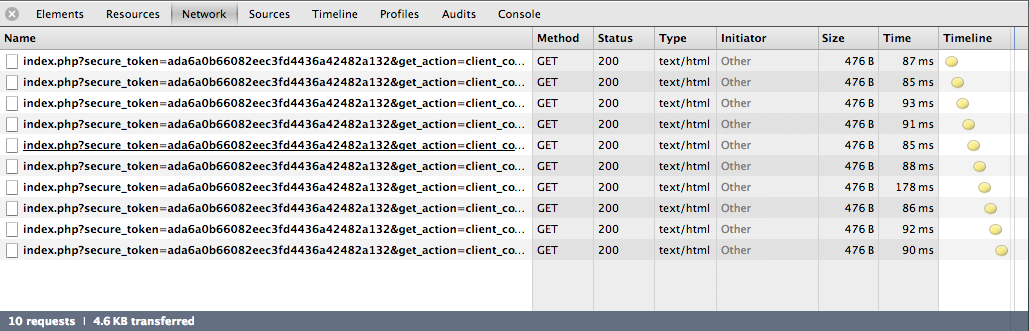 Elements Resources Network Sources Timeline Profiles Audits Console
Name Method Status Type Initiator Size Time Timeline
index.php?secure_token=ada6a0b66082eec3fd4436a42482a132&get_action=client_co... GET 200 text/html Other 476 B 87 ms
index.php?secure_token=ada6a0b66082eec3fd4436a42482a132&get_action=client_co... GET 200 text/html Other 476 B 85 ms
index.php?secure_token=ada6a0b66082eec3fd4436a42482a132&get_action=client_co... GET 200 text/html Other 476 B 93 ms
index.php?secure_token=ada6a0b66082eec3fd4436a42482a132&get_action=client_co... GET 200 text/html Other 476 B 91 ms
index.php?secure_token=ada6a0b66082eec3fd4436a42482a132&get_action=client_co... GET 200 text/html Other 476 B 85 ms
index.php?secure_token=ada6a0b66082eec3fd4436a42482a132&get_action=client_co... GET 200 text/html Other 476 B 88 ms
index.php?secure_token=ada6a0b66082eec3fd4436a42482a132&get_action=client_co... GET 200 text/html Other 476 B 178 ms
index.php?secure_token=ada6a0b66082eec3fd4436a42482a132&get_action=client_co... GET 200 text/html Other 476 B 86 ms
index.php?secure_token=ada6a0b66082eec3fd4436a42482a132&get_action=client_co... GET 200 text/html Other 476 B 92 ms
index.php?secure_token=ada6a0b66082eec3fd4436a42482a132&get_action=client_co... GET 200 text/html Other 476 B 90 ms
10 requests | 4.6 KB transferred